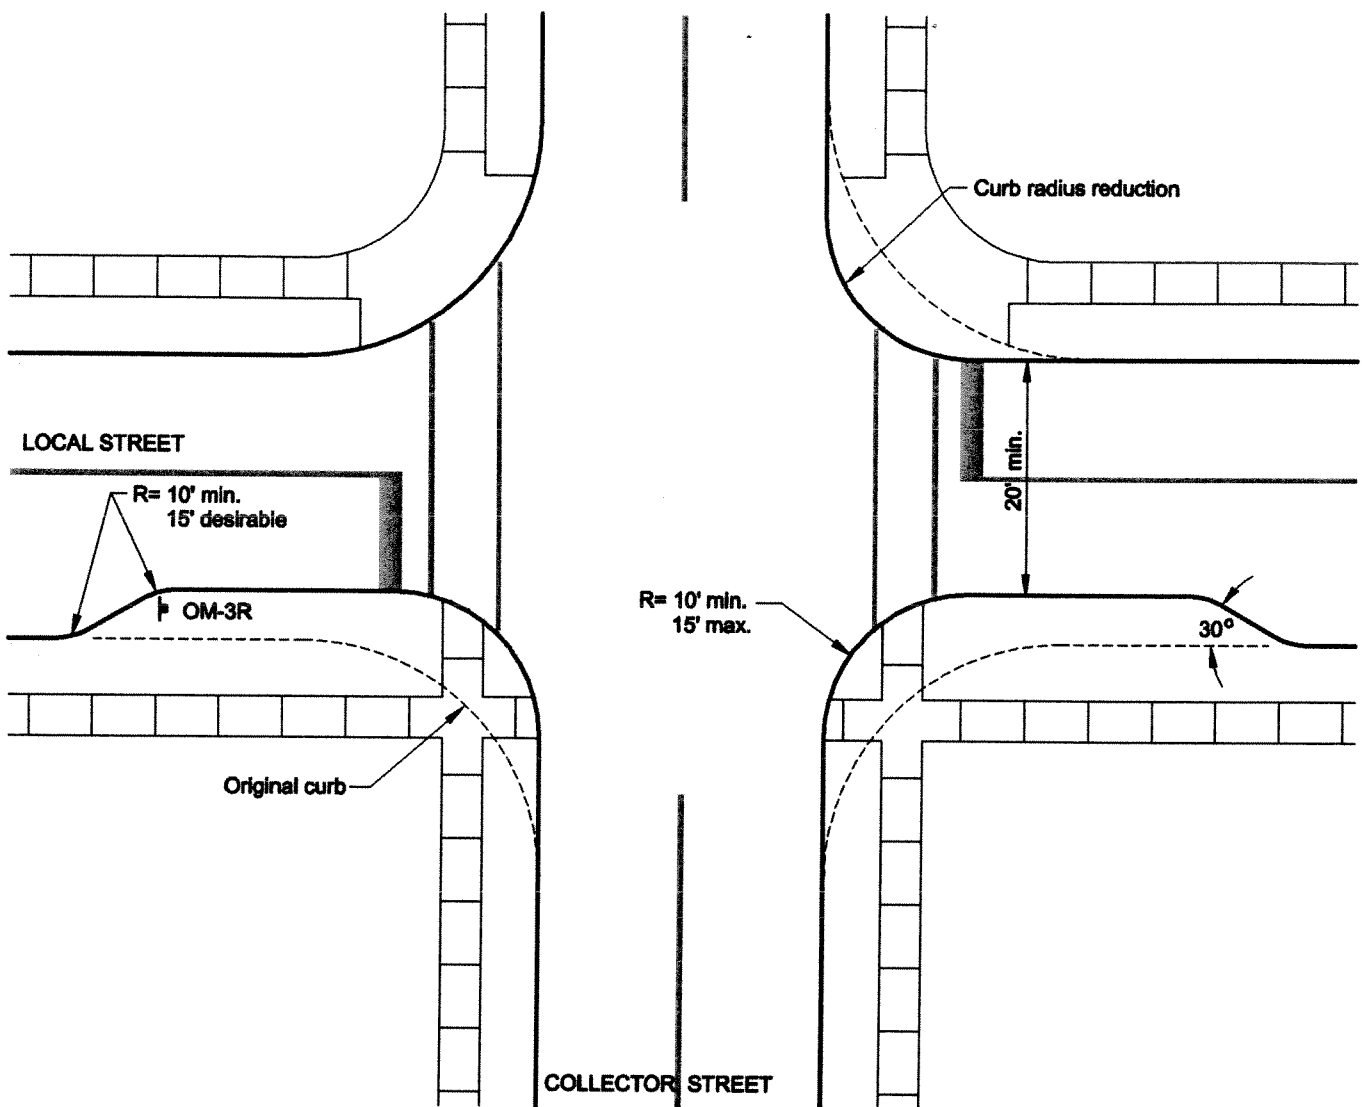 Curb radius reduction
LOCAL STREET
20' min.
R= 10' min.
15' desirable
OM-3R
R= 10' min.
15' max.
30°
Original curb
COLLECTOR STREET